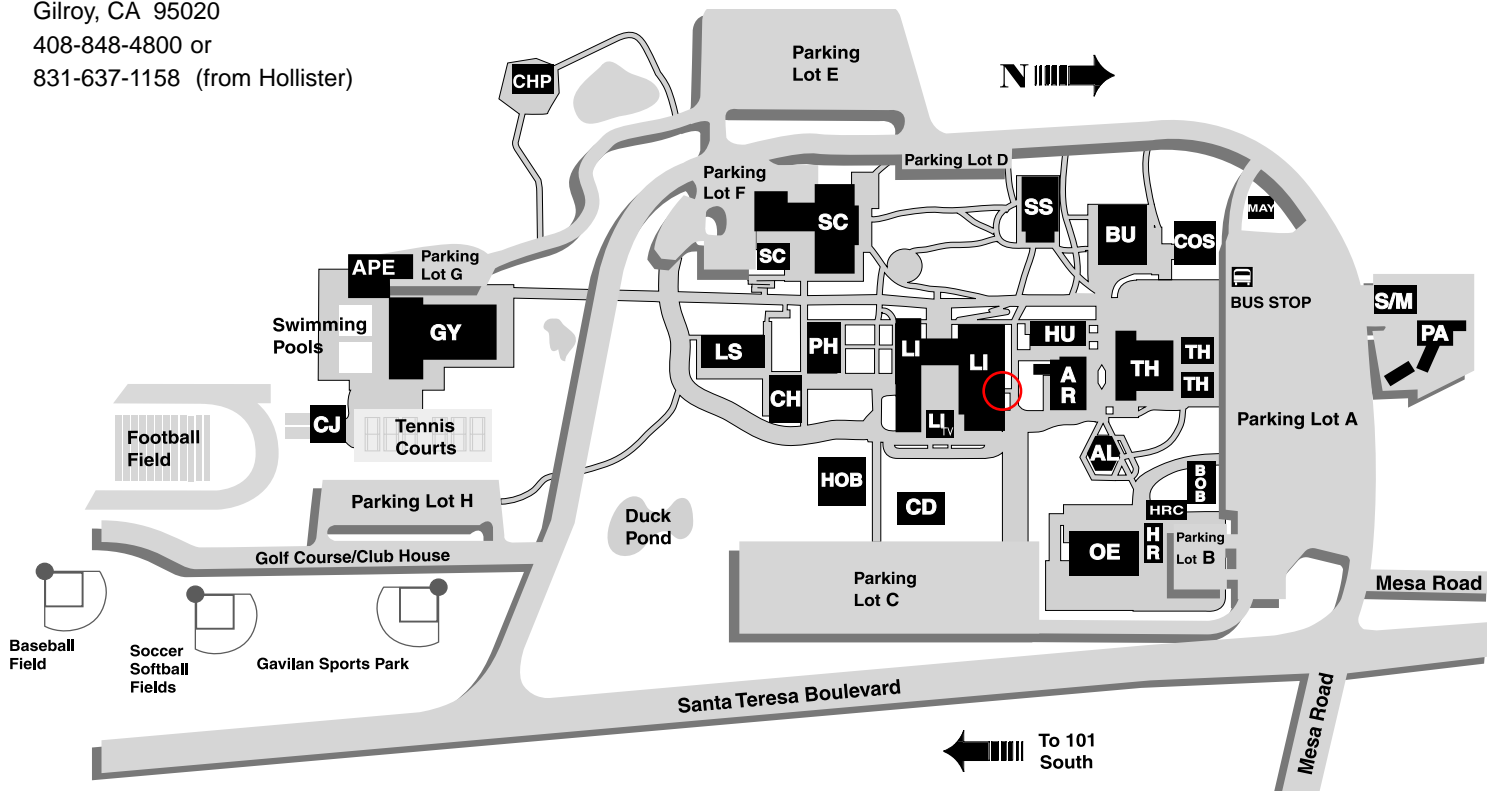 Gilroy, CA 95020
408-848-4800 or
831-637-1158 (from Hollister)
Parking
Lot E
N
CHP
Parking Lot D
Parking
Lot F
SC
SS
MAY
BU
COS
SC
APE
Parking
Lot G
BUS STOP
S/M
PA
Swimming
Pools
GY
LS
PH
LI
LI
HU
TH
TH
TH
A
R
CH
CJ
Tennis
Courts
LI
TV
Parking Lot A
Football
Field
AL
HOB
CD
B
O
B
Parking Lot H
Duck
Pond
HRC
H
R
OE
Parking
Lot B
Golf Course/Club House
Parking
Lot C
Mesa Road
Baseball
Field
Soccer
Softball
Fields
Gavilan Sports Park
Santa Teresa Boulevard
Mesa Road
To 101
South